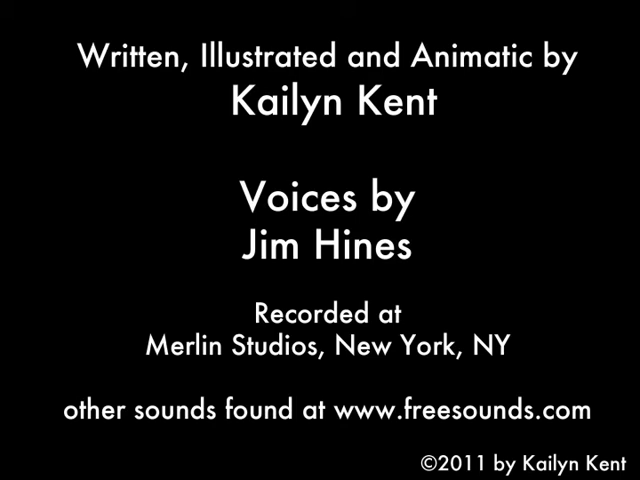 Written, Illustrated and Animatic by
Kailyn Kent
Voices by
Jim Hines
Recorded at
Merlin Studios, New York, NY
other sounds found at www.freesounds.com
©2011 by Kailyn Kent